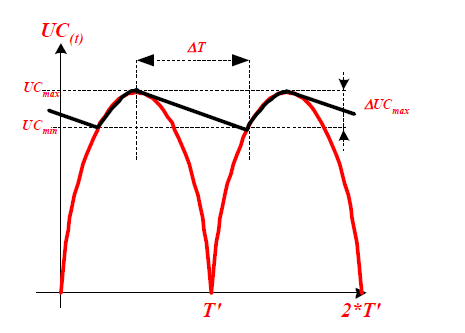 UC(t)
ΔT
UCmax
ΔUCmax
UCmin
T'
2*T'